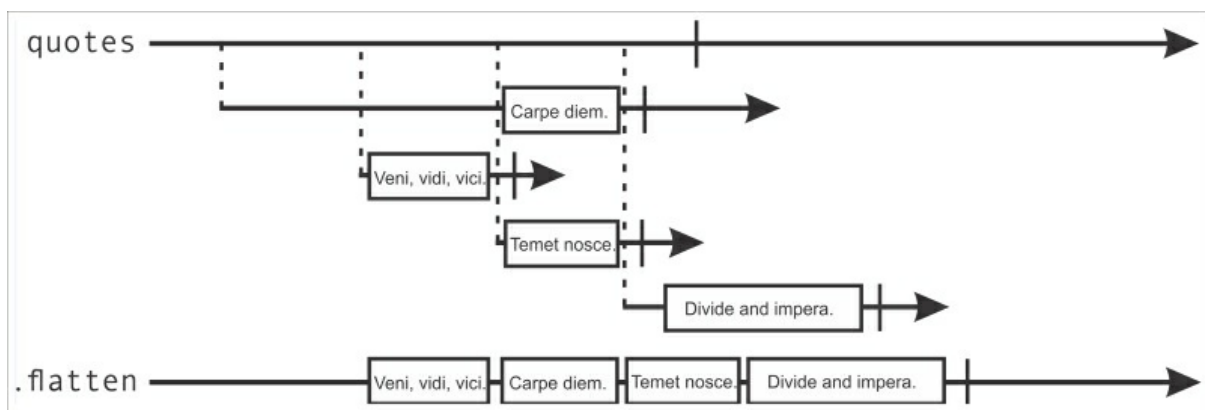 quotes
Carpe diem.
Veni, vidi, vici.
Temet nosce.
Divide and impera.
.flatten Veni, vidi, vici. Carpe diem. Temet nosce. Divide and impera.